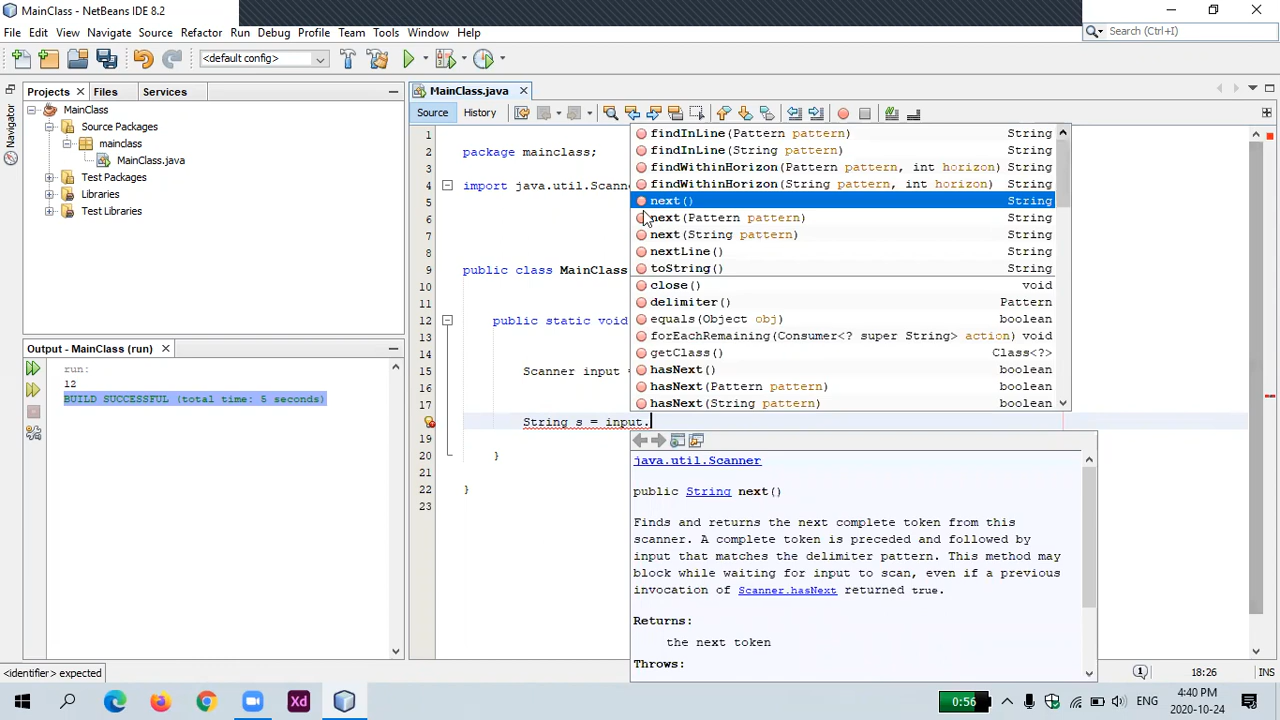 MainClass - NetBeans IDE 8.2
File Edit View Navigate Source Refactor Run Debug Profile Team Tools Window Help
Search (Ctrl+I)
<default config>
Projects Files Services
MainClass
Source Packages
mainclass
MainClass.java
Test Packages
Libraries
Test Libraries
Navigator
Output - MainClass (run)
run:
12
BUILD SUCCESSFUL (total time: 5 seconds)
MainClass.java
Source History
1
2 package mainclass;
3
4 import java.util.Scann
5
6
7
8
9 public class MainClass
10
11
12 public static void
13
14
15 Scanner input =
16
17
String s = input.
19
20 }
21
22 }
23
findInLine(Pattern pattern) String
findInLine(String pattern) String
findWithinHorizon(Pattern pattern, int horizon) String
findWithinHorizon(String pattern, int horizon) String
next() String
next(Pattern pattern) String
next(String pattern) String
nextLine() String
toString() String
close() void
delimiter() Pattern
equals(Object obj) boolean
forEachRemaining(Consumer<? super String> action) void
getClass() Class<?>
hasNext() boolean
hasNext(Pattern pattern) boolean
hasNext(String pattern) boolean
java.util.Scanner
public String next()
Finds and returns the next complete token from this
scanner. A complete token is preceded and followed by
input that matches the delimiter pattern. This method may
block while waiting for input to scan, even if a previous
invocation of Scanner.hasNext returned true.
Returns:
the next token
Throws:
<identifier> expected
1
18:26
INS
Xd
0:56
ENG
4:40 PM
2020-10-24